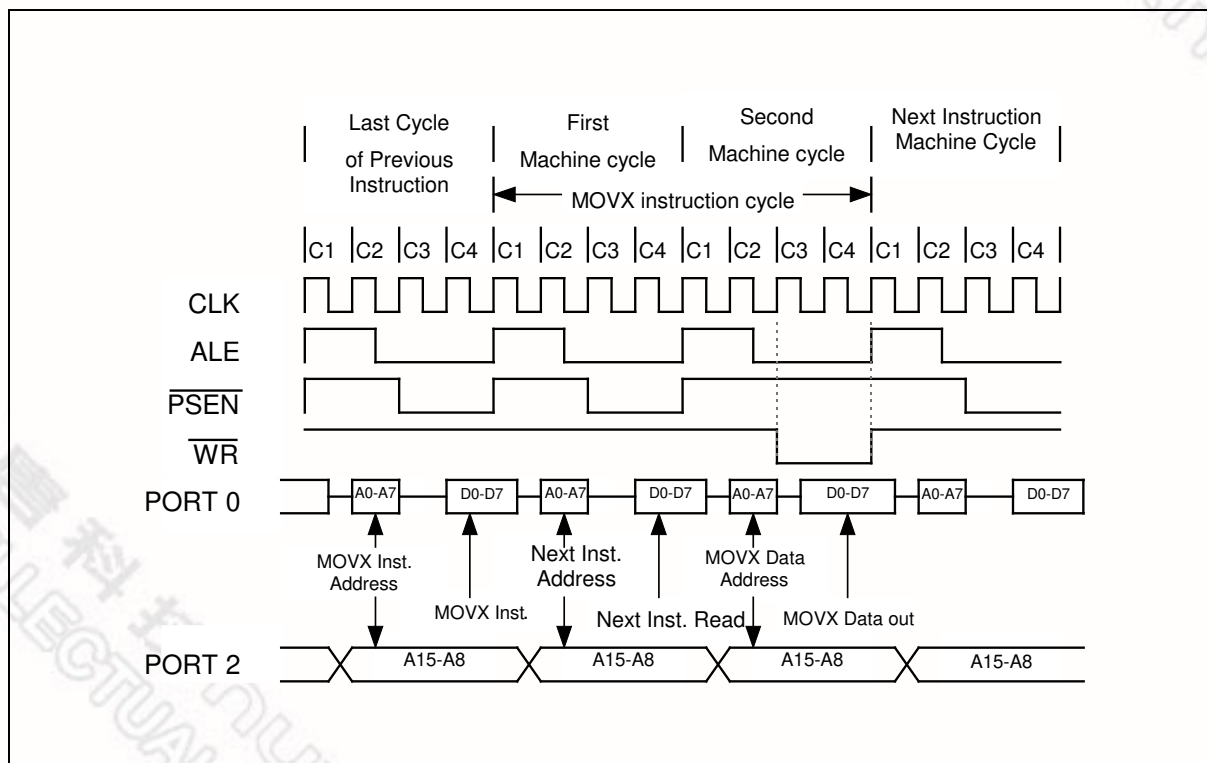 Last Cycle
of Previous
Instruction
First
Machine cycle
Second
Machine cycle
Next Instruction
Machine Cycle
MOVX instruction cycle
C1 C2 C3 C4 C1 C2 C3 C4 C1 C2 C3 C4 C1 C2 C3 C4
CLK
ALE
PSEN
WR
PORT 0
A0-A7 D0-D7 A0-A7 D0-D7 A0-A7 D0-D7 A0-A7 D0-D7
MOVX Inst.
Address
MOVX Inst.
Next Inst.
Address
Next Inst. Read
MOVX Data
Address
MOVX Data out
PORT 2
A15-A8 A15-A8 A15-A8 A15-A8